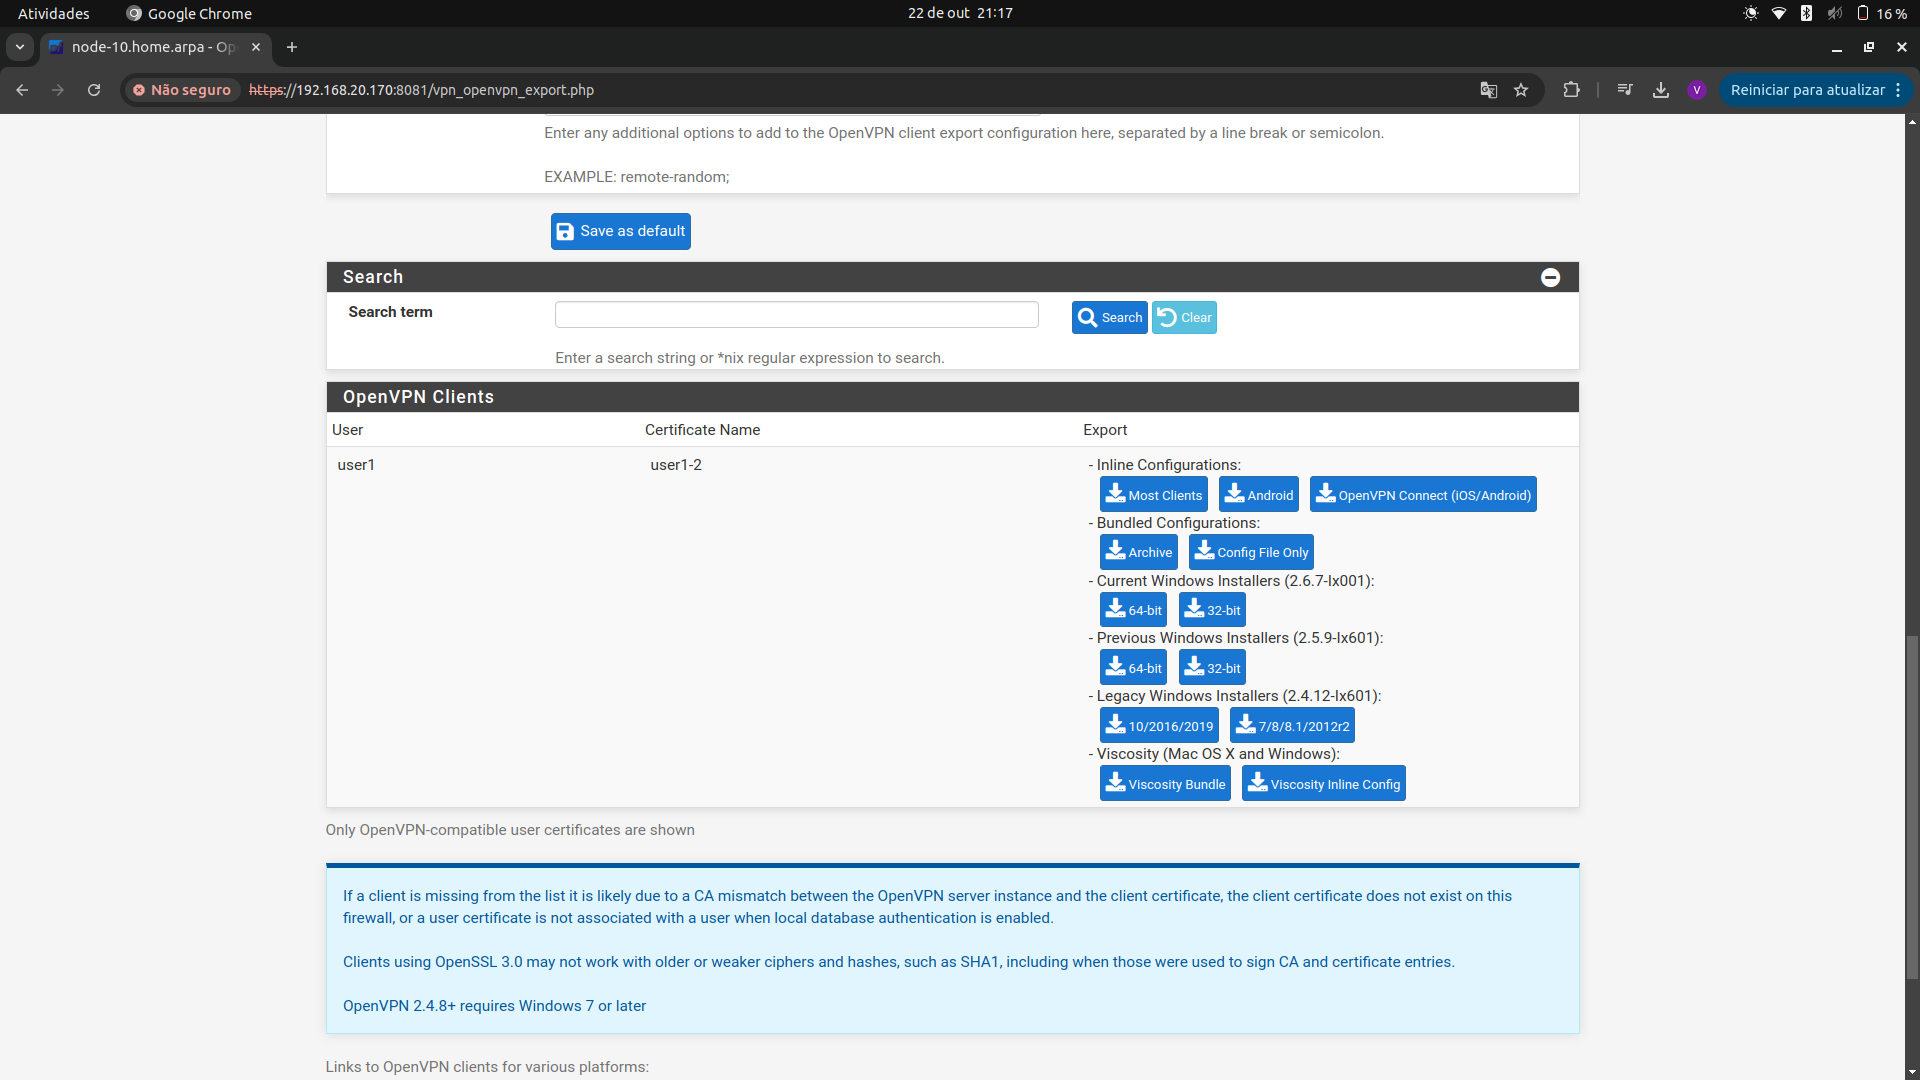 Atividades
Google Chrome
22 de out 21:17
16 %
node-10.home.arpa - Op
Não seguro
https://192.168.20.170:8081/vpn_openvpn_export.php
V
Reiniciar para atualizar
Enter any additional options to add to the OpenVPN client export configuration here, separated by a line break or semicolon.
EXAMPLE: remote-random;
Save as default
Search
Search term
Search
Clear
Enter a search string or *nix regular expression to search.
OpenVPN Clients
User Certificate Name Export
user1 user1-2
- Inline Configurations:
Most Clients Android OpenVPN Connect (iOS/Android)
- Bundled Configurations:
Archive Config File Only
- Current Windows Installers (2.6.7-Ix001):
64-bit 32-bit
- Previous Windows Installers (2.5.9-Ix601):
64-bit 32-bit
- Legacy Windows Installers (2.4.12-Ix601):
10/2016/2019 7/8/8.1/2012r2
- Viscosity (Mac OS X and Windows):
Viscosity Bundle Viscosity Inline Config
Only OpenVPN-compatible user certificates are shown
If a client is missing from the list it is likely due to a CA mismatch between the OpenVPN server instance and the client certificate, the client certificate does not exist on this
firewall, or a user certificate is not associated with a user when local database authentication is enabled.
Clients using OpenSSL 3.0 may not work with older or weaker ciphers and hashes, such as SHA1, including when those were used to sign CA and certificate entries.
OpenVPN 2.4.8+ requires Windows 7 or later
Links to OpenVPN clients for various platforms: